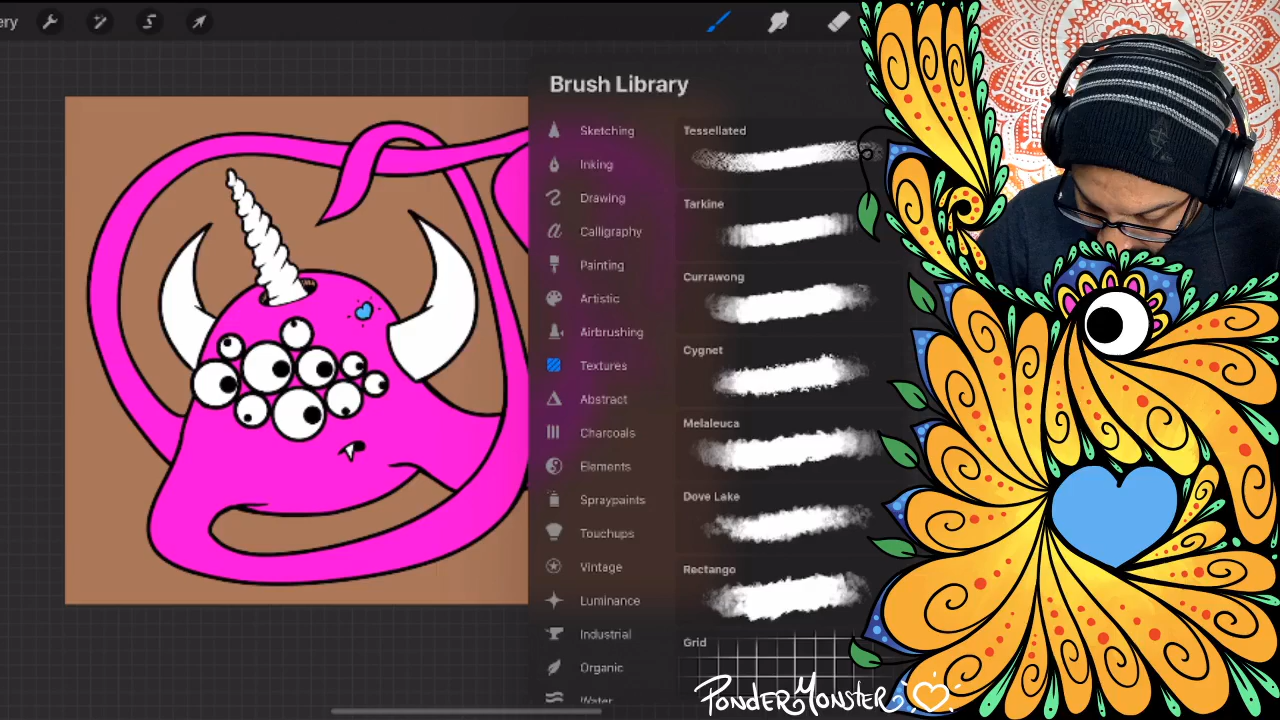 ery
Brush Library
Sketching
Inking
Drawing
Calligraphy
Painting
Artistic
Airbrushing
Textures
Abstract
Charcoals
Elements
Spraypaints
Touchups
Vintage
Luminance
Industrial
Organic
Water
Tessellated
Tarkine
Currawong
Cygnet
Melaleuca
Dove Lake
Rectango
Grid
PONDERMONSTER